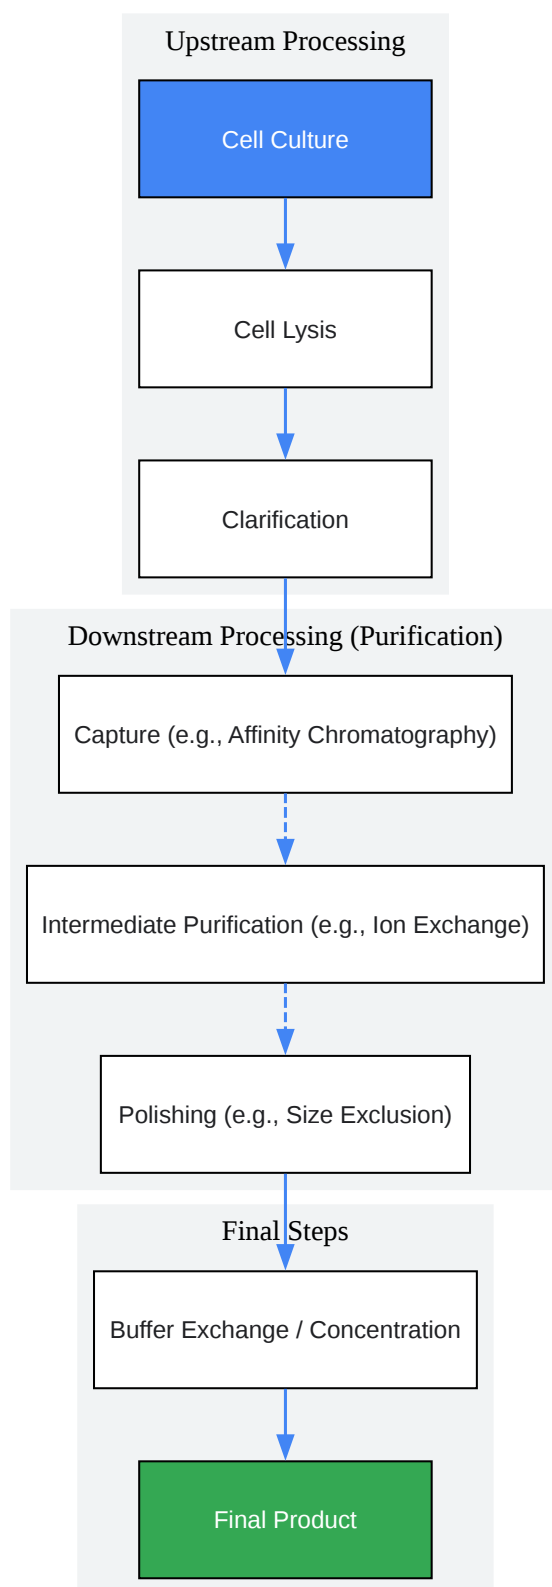 Upstream Processing
Cell Culture
Cell Lysis
Clarification
Downstream Processing (Purification)
Capture (e.g., Affinity Chromatography)
Intermediate Purification (e.g., Ion Exchange)
Polishing (e.g., Size Exclusion)
Final Steps
Buffer Exchange / Concentration
Final Product